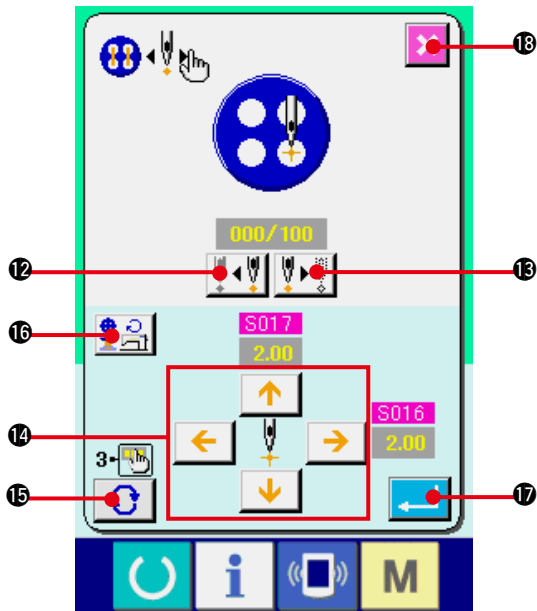 ⓲
000/100
⓬
⓭
⓰
S017
2.00
⓮
S016
2.00
3
⓯
⓱
i
M